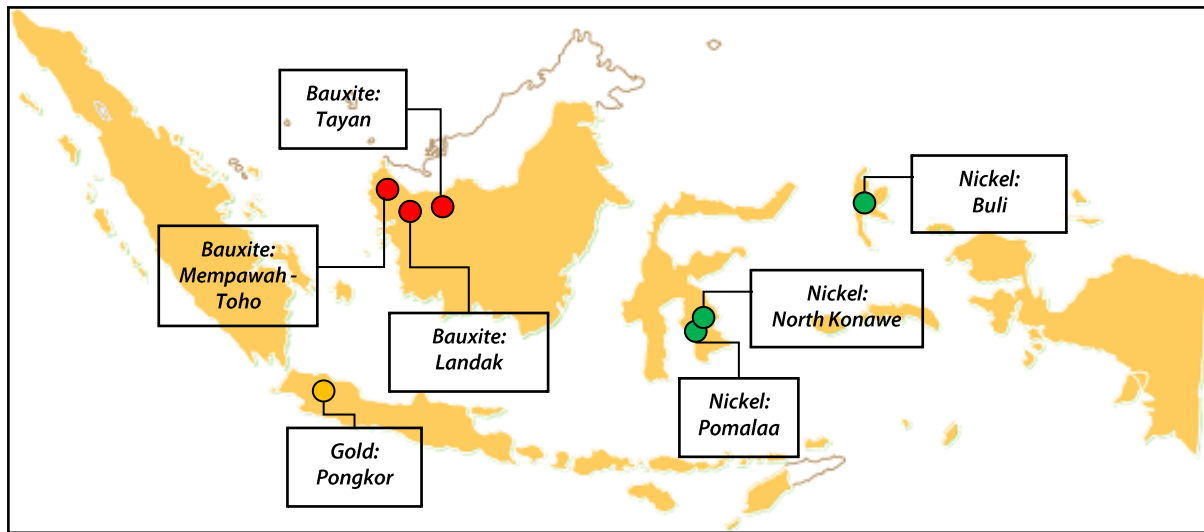 Bauxite:
Tayan
Nickel:
Buli
Bauxite:
Mempawah -
Toho
Nickel:
North Konawe
Bauxite:
Landak
Nickel:
Pomalaa
Gold:
Pongkor